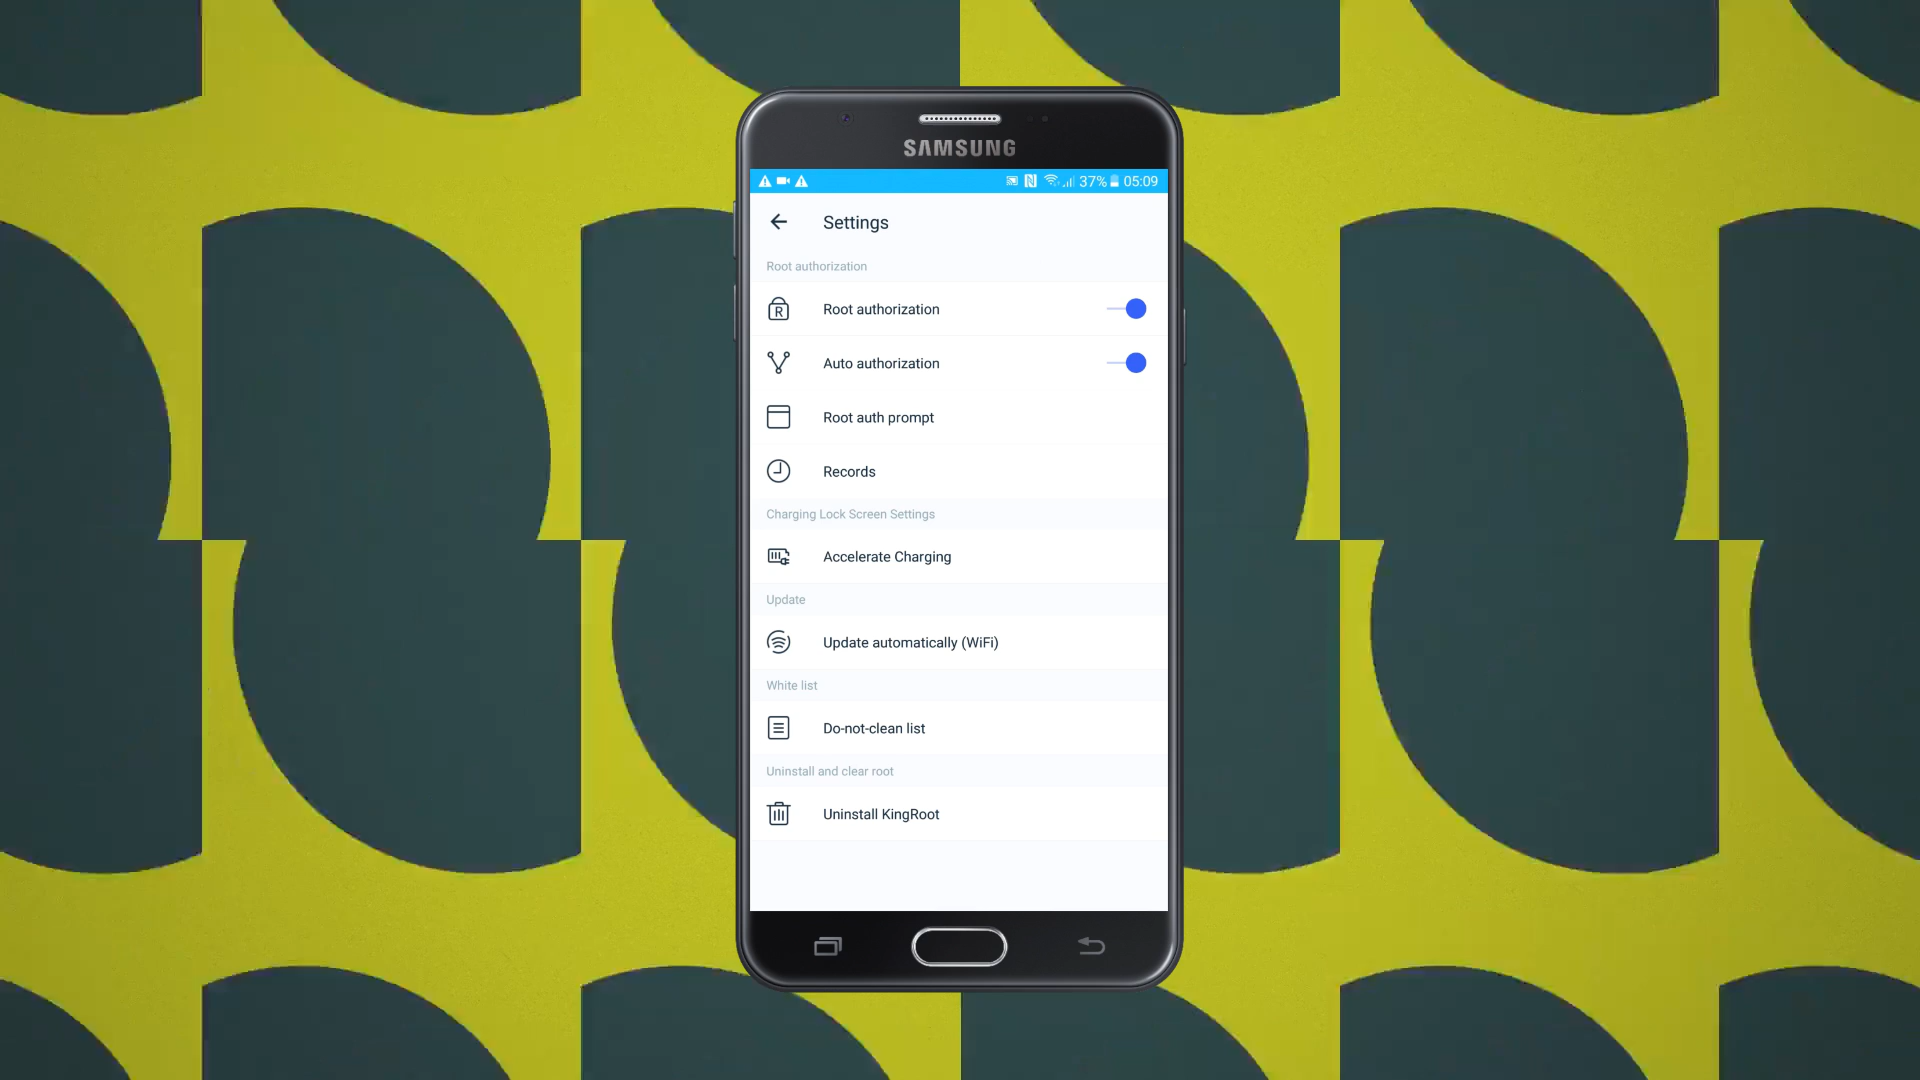 SAMSUNG
37% 05:09
Settings
Root authorization
R Root authorization
Auto authorization
Root auth prompt
Records
Charging Lock Screen Settings
Accelerate Charging
Update
Update automatically (WiFi)
White list
Do-not-clean list
Uninstall and clear root
Uninstall KingRoot